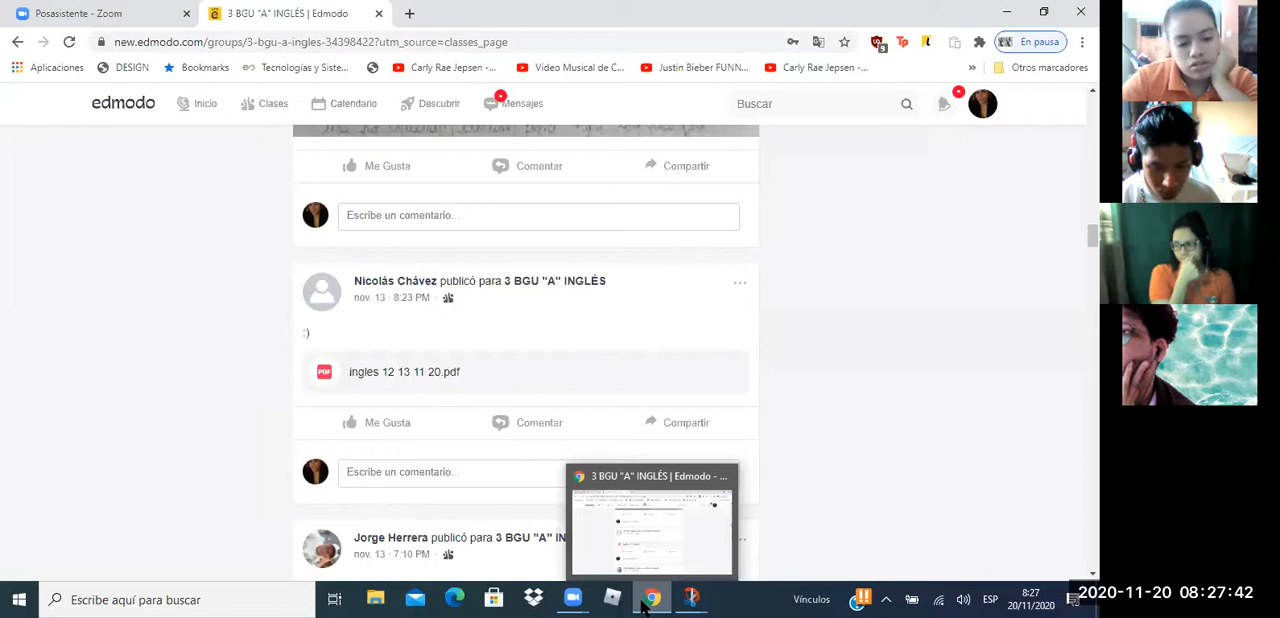 Posasistente - Zoom
3 BGU "A" INGLÉS | Edmodo
new.edmodo.com/groups/3-bgu-a-ingles-34398422?utm_source=classes_page
9
Tp
En pausa
Aplicaciones
DESIGN
Bookmarks
Tecnologías y Siste...
Carly Rae Jepsen -...
Video Musical de C...
Justin Bieber FUNN...
Carly Rae Jepsen -...
»
Otros marcadores
edmodo
Inicio
Clases
Calendario
Descubrir
Mensajes
Buscar
Me Gusta
Comentar
Compartir
Escribe un comentario...
Nicolás Chávez publicó para 3 BGU "A" INGLÉS
nov. 13 · 8:23 PM ·
:)
PDF
ingles 12 13 11 20.pdf
Me Gusta
Comentar
Compartir
Escribe un comentario...
3 BGU "A" INGLÉS | Edmodo - ...
Jorge Herrera publicó para 3 BGU "A" IN
nov. 13 · 7:10 PM ·
Escribe aquí para buscar
Vínculos
ESP
8:27
20/11/2020
2020-11-20 08:27:42